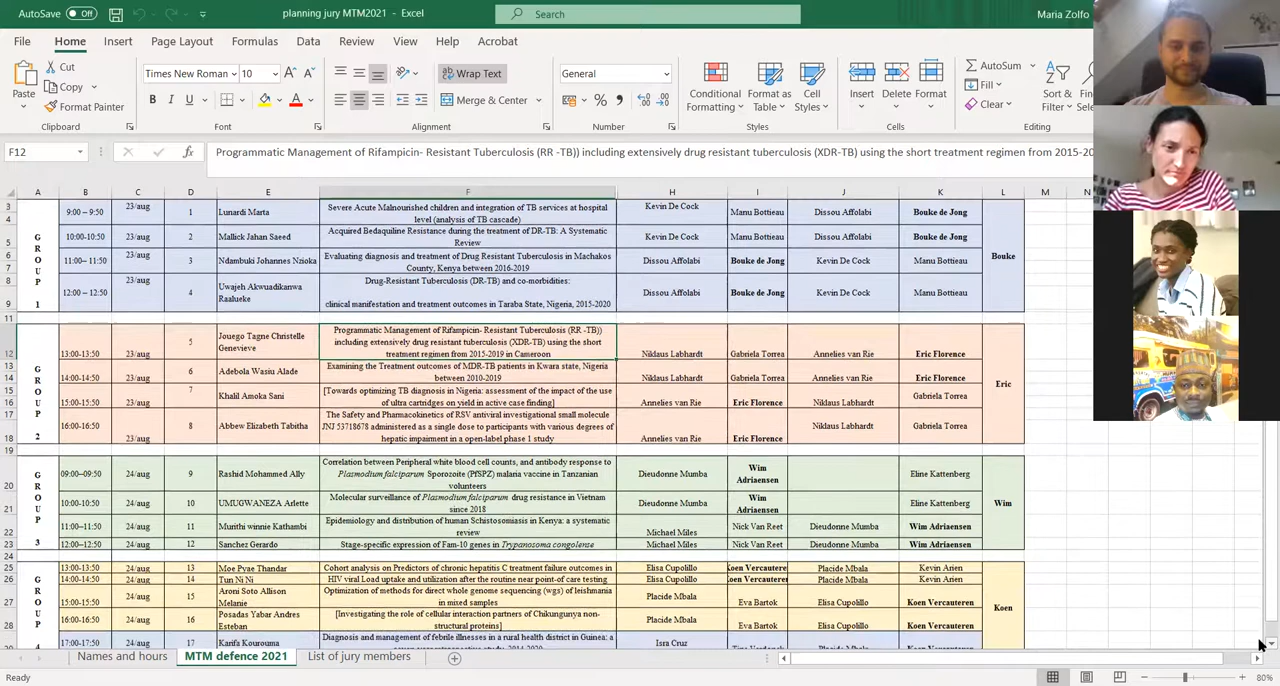 AutoSave Off planning jury MTM2021 - Excel Search Maria Zolfo
File Home Insert Page Layout Formulas Data Review View Help Acrobat
Paste Cut Copy Format Painter
Times New Roman 10
B I U
Wrap Text
Merge & Center
General
Conditional Formatting Format as Table Cell Styles
Insert Delete Format
AutoSum Fill Clear
Sort & Filter
Clipboard Font Alignment Number Styles Cells Editing
F12 fx Programmatic Management of Rifampicin- Resistant Tuberculosis (RR -TB)) including extensively drug resistant tuberculosis (XDR-TB) using the short treatment regimen from 2015-20
A B C D E F H I J K L M N
GROUP 1
9:00 – 9:50 23/aug 1 Lunardi Marta Severe Acute Malnourished children and integration of TB services at hospital level (analysis of TB cascade) Kevin De Cock Manu Bottieau Dissou Affolabi Bouke de Jong
10:00-10:50 23/aug 2 Mallick Jahan Saeed Acquired Bedaquiline Resistance during the treatment of DR-TB: A Systematic Review Kevin De Cock Manu Bottieau Dissou Affolabi Bouke de Jong
11:00– 11:50 23/aug 3 Ndambuki Johannes Nzioka Evaluating diagnosis and treatment of Drug Resistant Tuberculosis in Machakos County, Kenya between 2016-2019 Dissou Affolabi Bouke de Jong Kevin De Cock Manu Bottieau
12:00 – 12:50 23/aug 4 Uwajeh Akwuadikanwa Raalueke Drug-Resistant Tuberculosis (DR-TB) and co-morbidities: clinical manifestation and treatment outcomes in Taraba State, Nigeria, 2015-2020 Dissou Affolabi Bouke de Jong Kevin De Cock Manu Bottieau
Bouke
GROUP 2
13:00-13:50 23/aug 5 Jouego Tagne Christelle Genevieve Programmatic Management of Rifampicin- Resistant Tuberculosis (RR -TB)) including extensively drug resistant tuberculosis (XDR-TB) using the short treatment regimen from 2015-2019 in Cameroon Niklaus Labhardt Gabriela Torrea Annelies van Rie Eric Florence
14:00-14:50 23/aug 6 Adebola Wasiu Alade Examining the Treatment outcomes of MDR-TB patients in Kwara state, Nigeria between 2010-2019 Niklaus Labhardt Gabriela Torrea Annelies van Rie Eric Florence
15:00-15:50 23/aug 7 Khalil Amoka Sani [Towards optimizing TB diagnosis in Nigeria: assessment of the impact of the use of ultra cartridges on yield in active case finding] Annelies van Rie Eric Florence Niklaus Labhardt Gabriela Torrea
16:00-16:50 23/aug 8 Abbew Elizabeth Tabitha The Safety and Pharmacokinetics of RSV antiviral investigational small molecule JNJ 53718678 administered as a single dose to participants with various degrees of hepatic impairment in a open-label phase 1 study Annelies van Rie Eric Florence Niklaus Labhardt Gabriela Torrea
Eric
GROUP 3
09:00–09:50 24/aug 9 Rashid Mohammed Ally Correlation between Peripheral white blood cell counts, and antibody response to Plasmodium falciparum Sporozoite (PfSPZ) malaria vaccine in Tanzanian volunteers Dieudonne Mumba Wim Adriaensen Eline Kattenberg
10:00-10:50 24/aug 10 UMUGWANEZA Arlette Molecular surveillance of Plasmodium falciparum drug resistance in Vietnam since 2018 Dieudonne Mumba Wim Adriaensen Eline Kattenberg
11:00–11:50 24/aug 11 Murithi winnie Kathambi Epidemiology and distribution of human Schistosomiasis in Kenya: a systematic review Michael Miles Nick Van Reet Dieudonne Mumba Wim Adriaensen
12:00–12:50 24/aug 12 Sanchez Gerardo Stage-specific expression of Fam-10 genes in Trypanosoma congolense Michael Miles Nick Van Reet Dieudonne Mumba Wim Adriaensen
Wim
GROUP 4
13:00-13:50 24/aug 13 Moe Pyae Thandar Cohort analysis on Predictors of chronic hepatitis C treatment failure outcomes in Elisa Cupolillo Koen Vercautere Placide Mbala Kevin Arien
14:00-14:50 24/aug 14 Tun Ni Ni HIV viral Load uptake and utilization after the routine near point-of-care testing Elisa Cupolillo Koen Vercautere Placide Mbala Kevin Arien
15:00-15:50 24/aug 15 Aroni Soto Allison Melanie Optimization of methods for direct whole genome sequencing (wgs) of leishmania in mixed samples Placide Mbala Eva Bartok Elisa Cupolillo Koen Vercauteren
16:00-16:50 24/aug 16 Posadas Yabar Andres Esteban [Investigating the role of cellular interaction partners of Chikungunya non-structural proteins] Placide Mbala Eva Bartok Elisa Cupolillo Koen Vercauteren
17:00-17:50 24/aug 17 Karifa Kourouma Diagnosis and management of febrile illnesses in a rural health district in Guinea: a Isra Cruz
Koen
Names and hours MTM defence 2021 List of jury members
Ready 80%